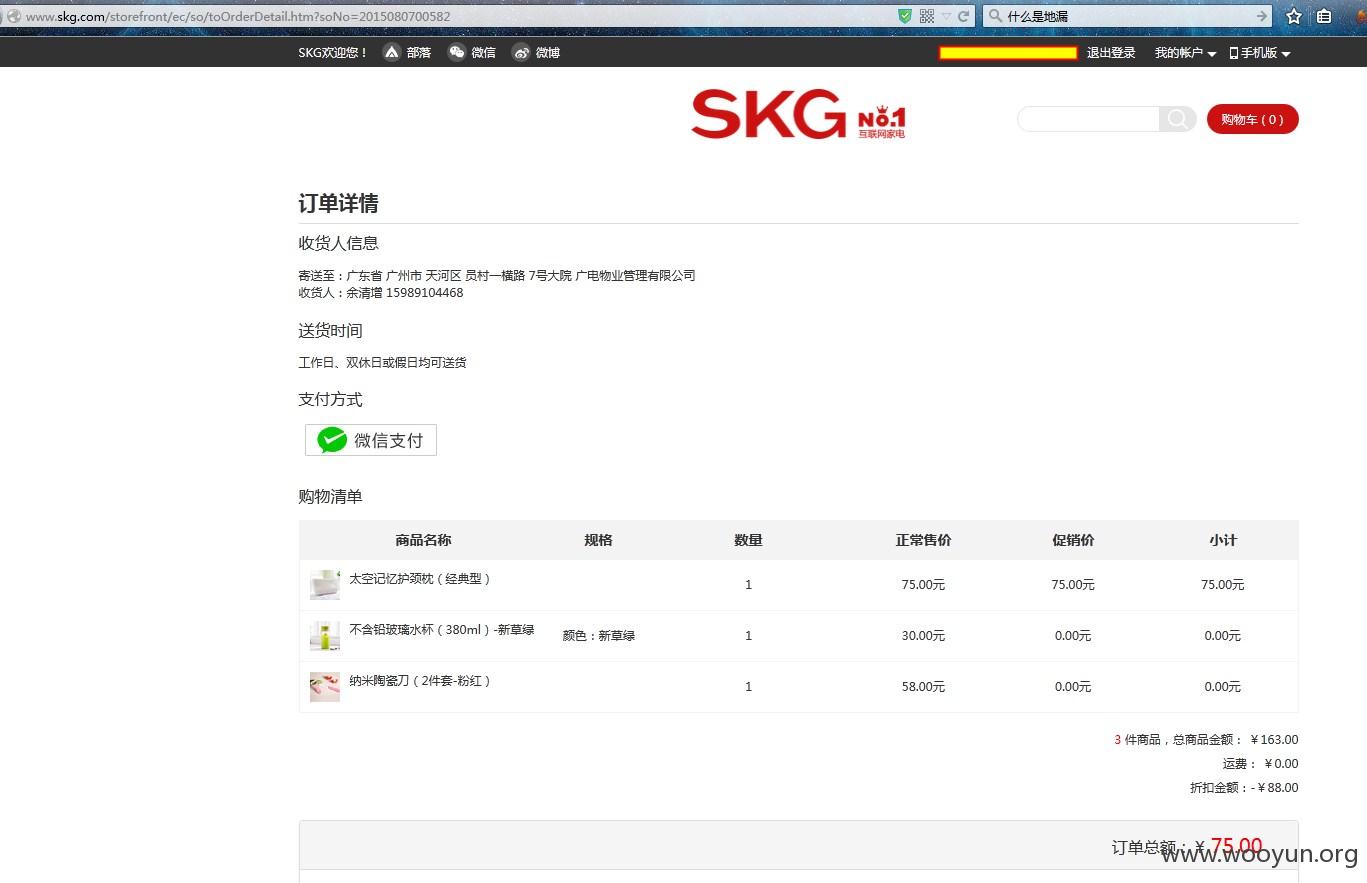 www.skg.com/storefront/ec/so/toOrderDetail.htm?soNo=2015080700582 什么是地漏
SKG欢迎您！ 部落 微信 微博 退出登录 我的帐户 手机版
SKG No.1 互联网家电 购物车 ( 0 )
订单详情
收货人信息
寄送至：广东省 广州市 天河区 员村一横路 7号大院 广电物业管理有限公司
收货人：余清增 15989104468
送货时间
工作日、双休日或假日均可送货
支付方式
微信支付
购物清单
商品名称 规格 数量 正常售价 促销价 小计
太空记忆护颈枕（经典型） 1 75.00元 75.00元 75.00元
不含铅玻璃水杯（380ml）-新草绿 颜色：新草绿 1 30.00元 0.00元 0.00元
纳米陶瓷刀（2件套-粉红） 1 58.00元 0.00元 0.00元
3 件商品，总商品金额： ￥163.00
运费： ￥0.00
折扣金额：-￥88.00
订单总额：￥ 75.00
www.wooyun.org